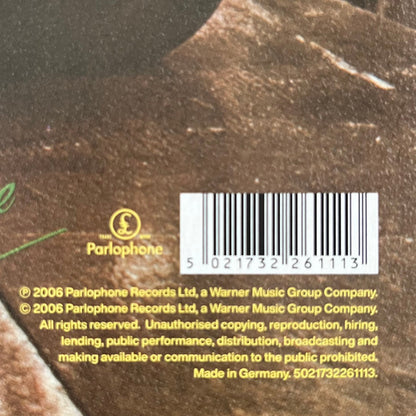 TRADE MARK
£
Parlophone
5 021732 261113
℗ 2006 Parlophone Records Ltd, a Warner Music Group Company.
© 2006 Parlophone Records Ltd, a Warner Music Group Company.
All rights reserved. Unauthorised copying, reproduction, hiring,
lending, public performance, distribution, broadcasting and
making available or communication to the public prohibited.
Made in Germany. 5021732261113.